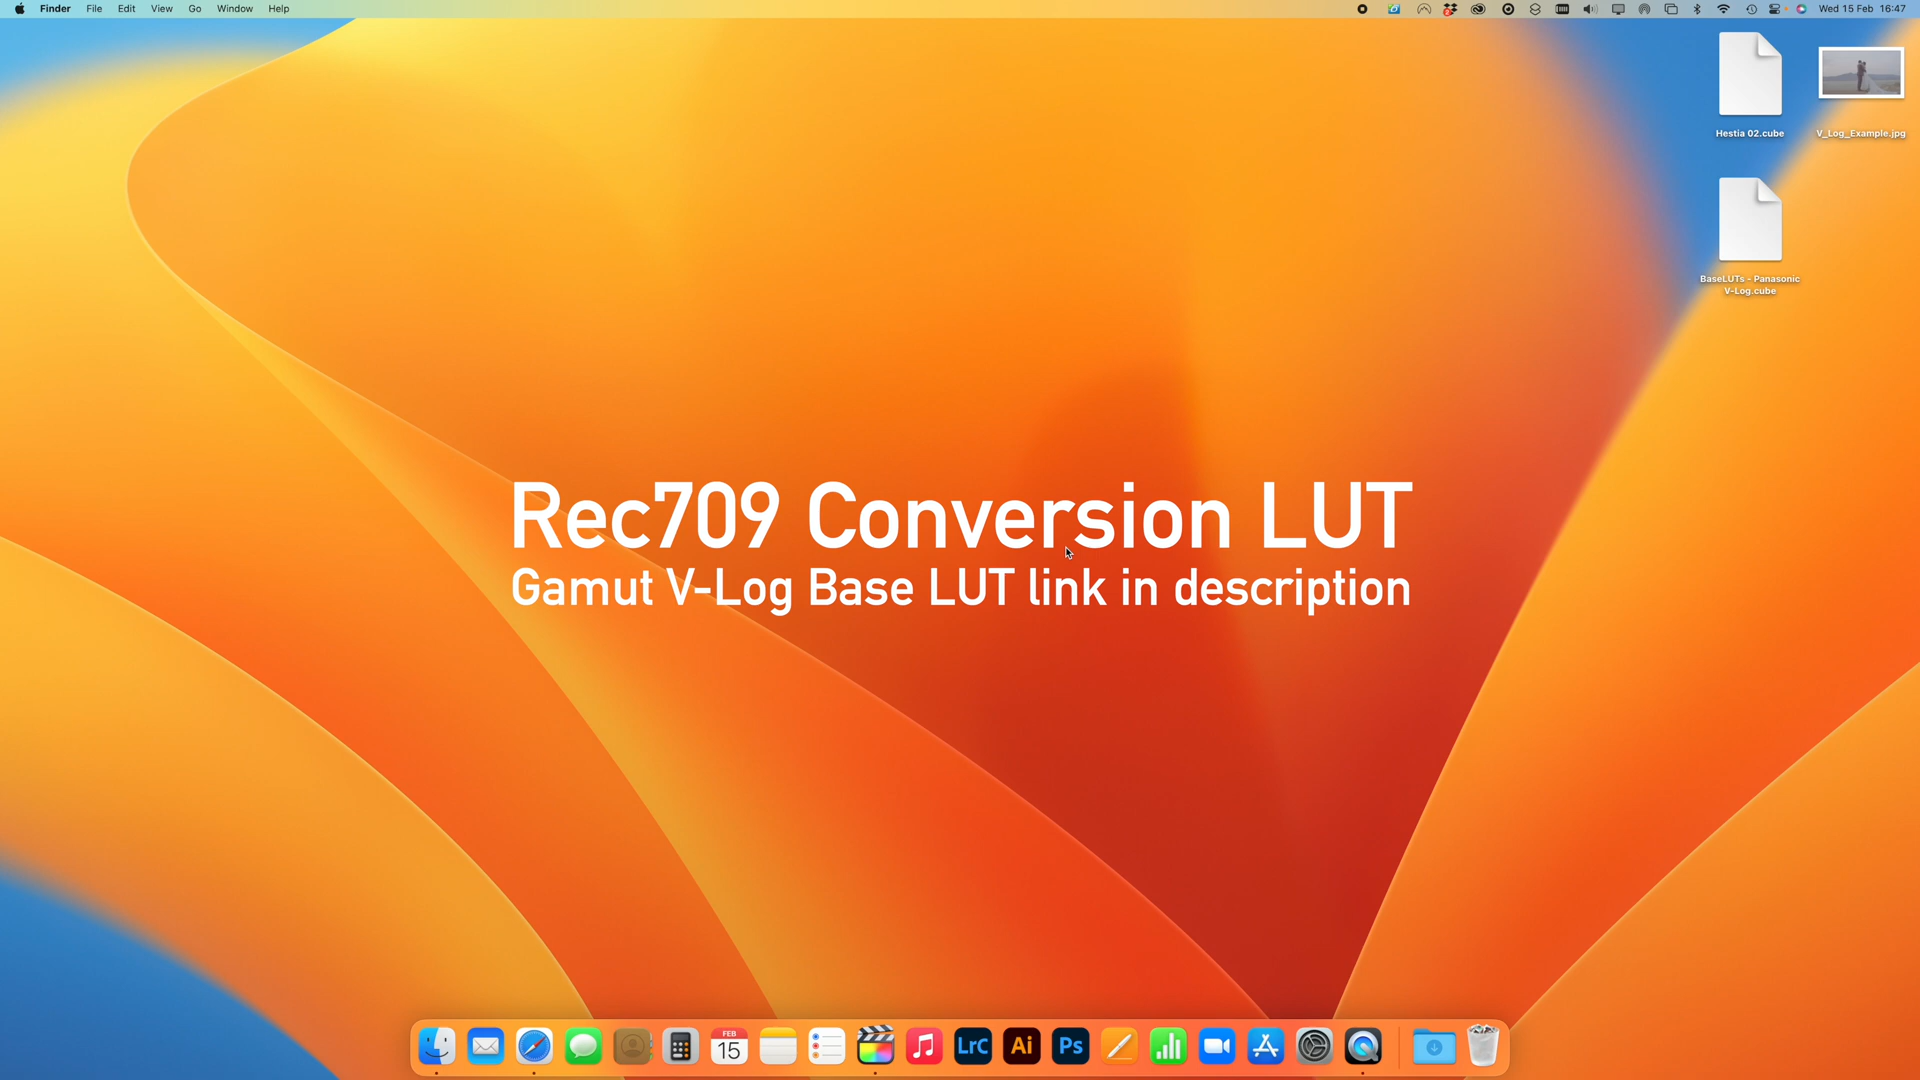 Finder File Edit View Go Window Help
Wed 15 Feb 16:47
Hestia 02.cube
V_Log_Example.jpg
BaseLUTs - Panasonic
V-Log.cube
Rec709 Conversion LUT
Gamut V-Log Base LUT link in description
FEB
15
LrC
Ai
Ps